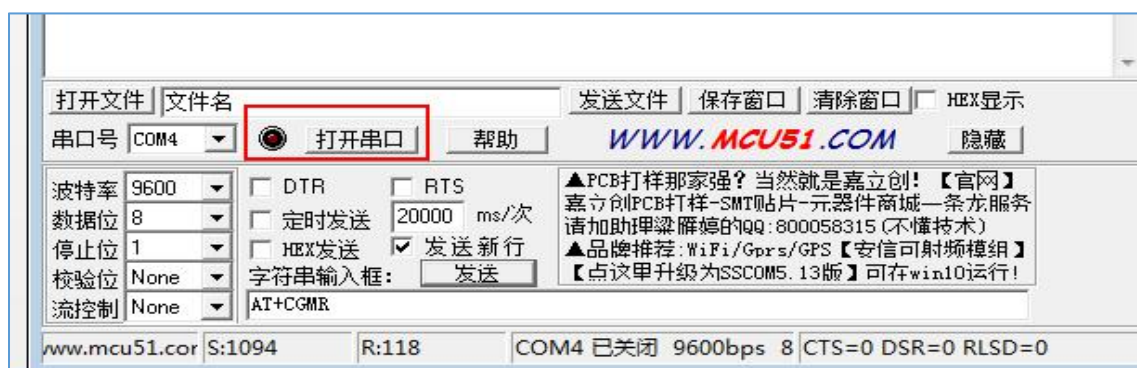 打开文件 文件名 发送文件 保存窗口 清除窗口 HEX显示
串口号 COM4 打开串口 帮助 WWW.MCU51.COM 隐藏
波特率 9600 DTR RTS
数据位 8 定时发送 20000 ms/次
停止位 1 HEX发送 发送新行
校验位 None 字符串输入框: 发送
流控制 None AT+CGMR
▲PCB打样那家强?当然就是嘉立创!【官网】
嘉立创PCB打样-SMT贴片-元器件商城—条龙服务
请加助理梁雁婷的QQ:800058315(不懂技术)
▲品牌推荐:WiFi/Gprs/GPS【安信可射频模组】
【点这里升级为SSCOM5.13版】可在win10运行!
www.mcu51.cor S:1094 R:118 COM4 已关闭 9600bps 8 CTS=0 DSR=0 RLSD=0